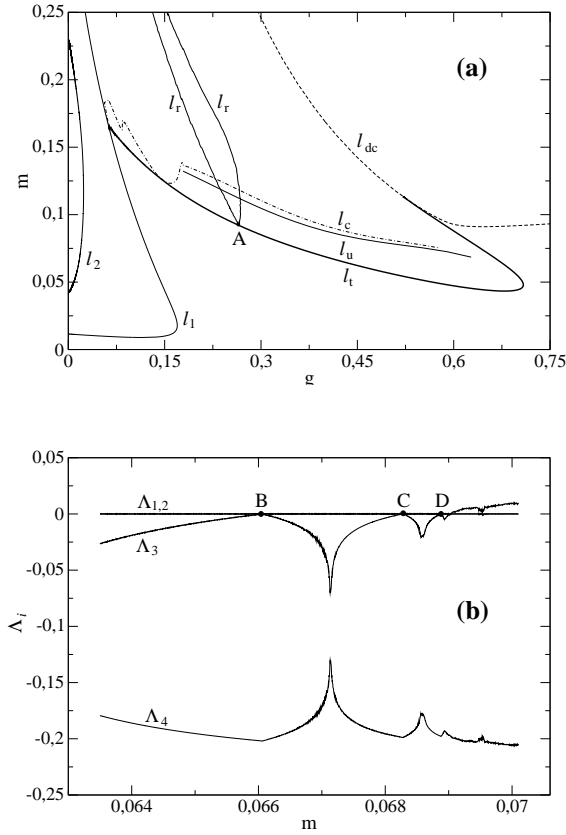 0,25
0,2
0,15
0,1
0,05
0
m
(a)
l_r
l_r
l_dc
l_2
l_1
A
l_c
l_u
l_t
0
0,15
0,3
0,45
0,6
0,75
g
0,05
0
-0,05
-0,1
-0,15
-0,2
-0,25
Λ_i
Λ_1,2
B
C
D
Λ_3
(b)
Λ_4
0,064
0,066
0,068
0,07
m